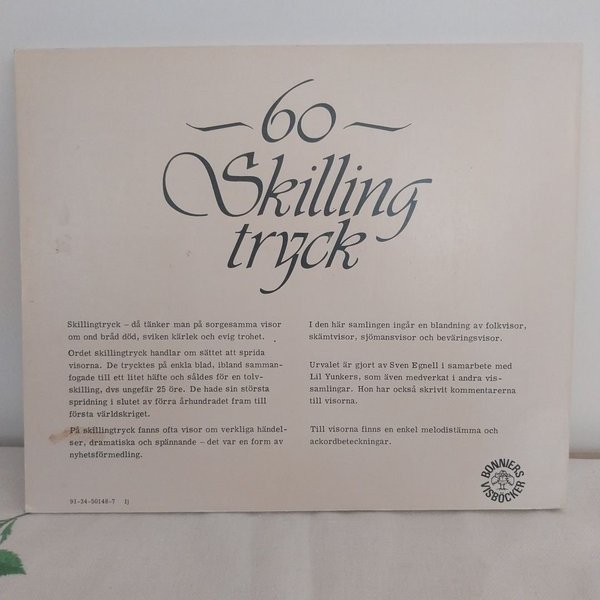 60
Skilling
tryck
Skillingtryck – då tänker man på sorgesamma visor
om ond bråd död, sviken kärlek och evig trohet.
Ordet skillingtryck handlar om sättet att sprida
visorna. De trycktes på enkla blad, ibland samman-
fogade till ett litet häfte och såldes för en tolv-
skilling, dvs ungefär 25 öre. De hade sin största
spridning i slutet av förra århundradet fram till
första världskriget.
På skillingtryck fanns ofta visor om verkliga händel-
ser, dramatiska och spännande – det var en form av
nyhetsförmedling.
91-34-50148-7 lj
I den här samlingen ingår en blandning av folkvisor,
skämtvisor, sjömansvisor och beväringsvisor.
Urvalet är gjort av Sven Egnell i samarbete med
Lil Yunkers, som även medverkat i andra vis-
samlingar. Hon har också skrivit kommentarerna
till visorna.
Till visorna finns en enkel melodistämma och
ackordbeteckningar.
BONNIERS
VISBÖCKER